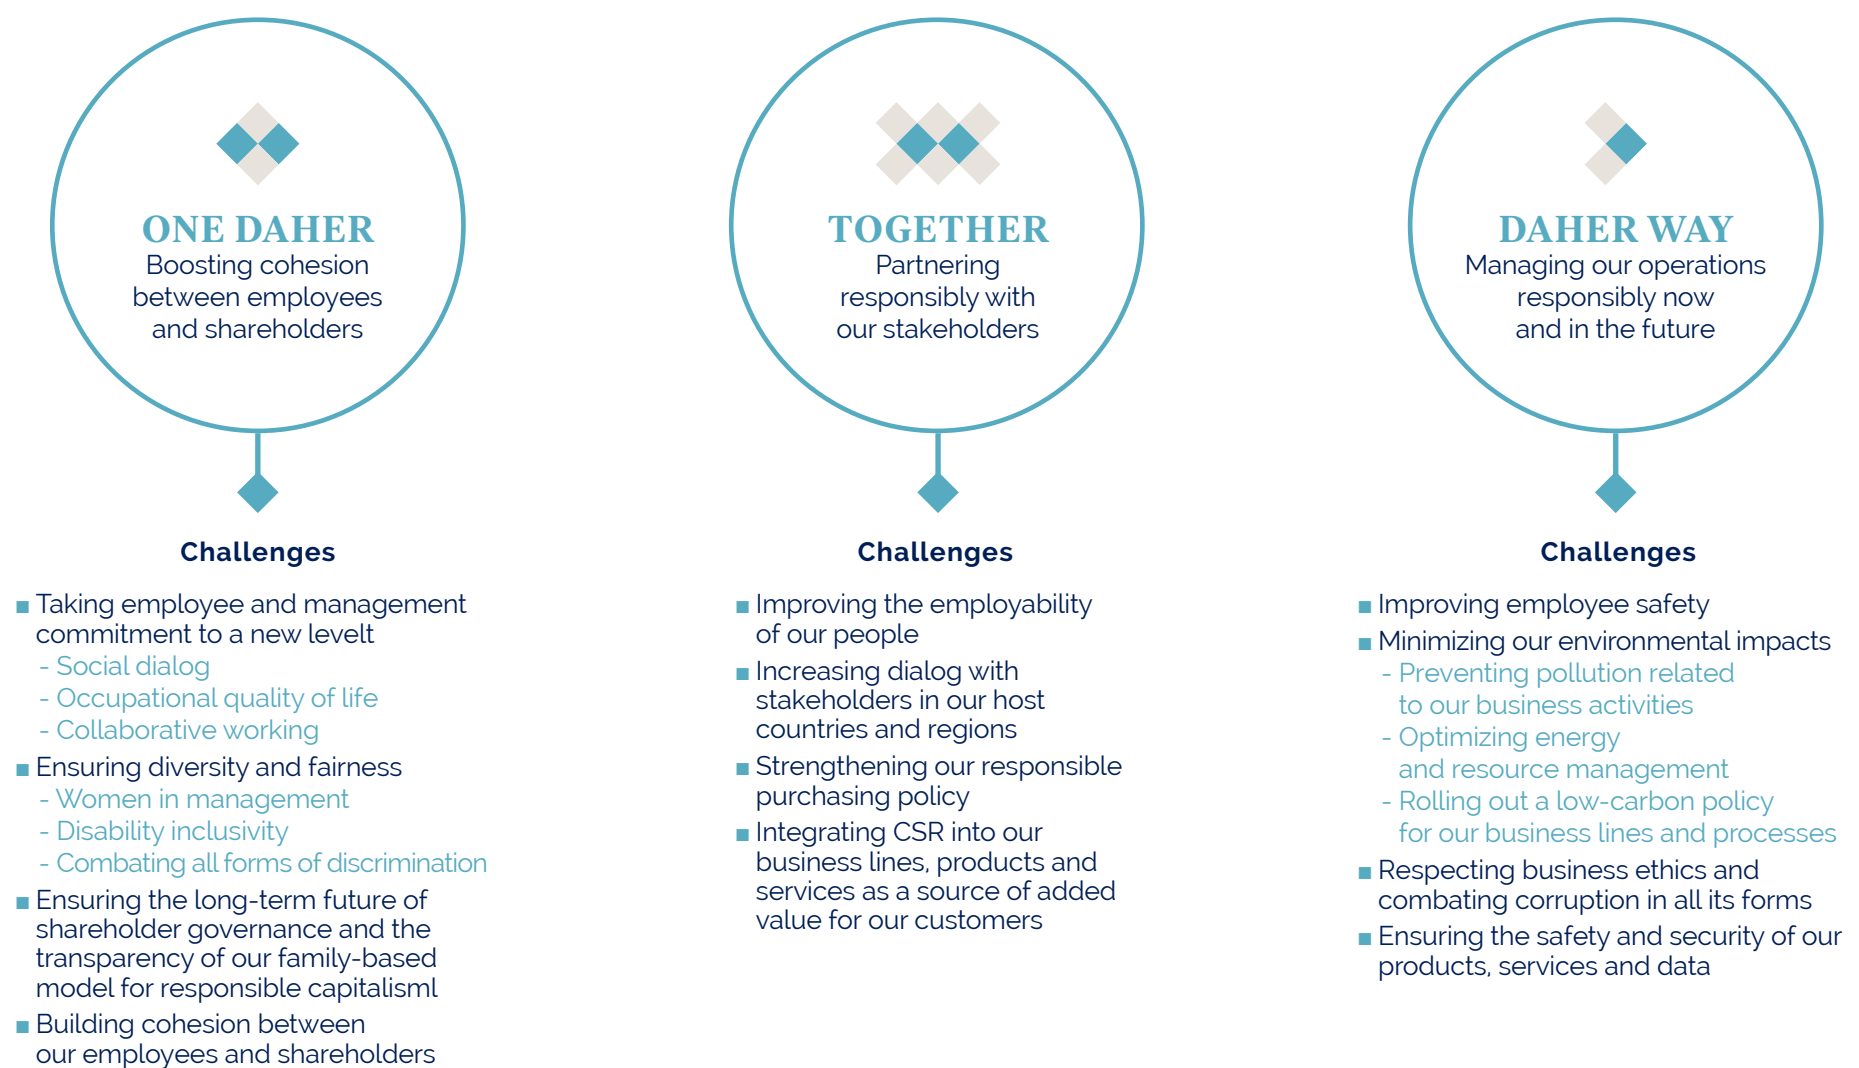 ONE DAHER
Boosting cohesion
between employees
and shareholders
Challenges
■ Taking employee and management
commitment to a new levelt
- Social dialog
- Occupational quality of life
- Collaborative working
■ Ensuring diversity and fairness
- Women in management
- Disability inclusivity
- Combating all forms of discrimination
■ Ensuring the long-term future of
shareholder governance and the
transparency of our family-based
model for responsible capitalisml
■ Building cohesion between
our employees and shareholders
TOGETHER
Partnering
responsibly with
our stakeholders
Challenges
■ Improving the employability
of our people
■ Increasing dialog with
stakeholders in our host
countries and regions
■ Strengthening our responsible
purchasing policy
■ Integrating CSR into our
business lines, products and
services as a source of added
value for our customers
DAHER WAY
Managing our operations
responsibly now
and in the future
Challenges
■ Improving employee safety
■ Minimizing our environmental impacts
- Preventing pollution related
to our business activities
- Optimizing energy
and resource management
- Rolling out a low-carbon policy
for our business lines and processes
■ Respecting business ethics and
combating corruption in all its forms
■ Ensuring the safety and security of our
products, services and data